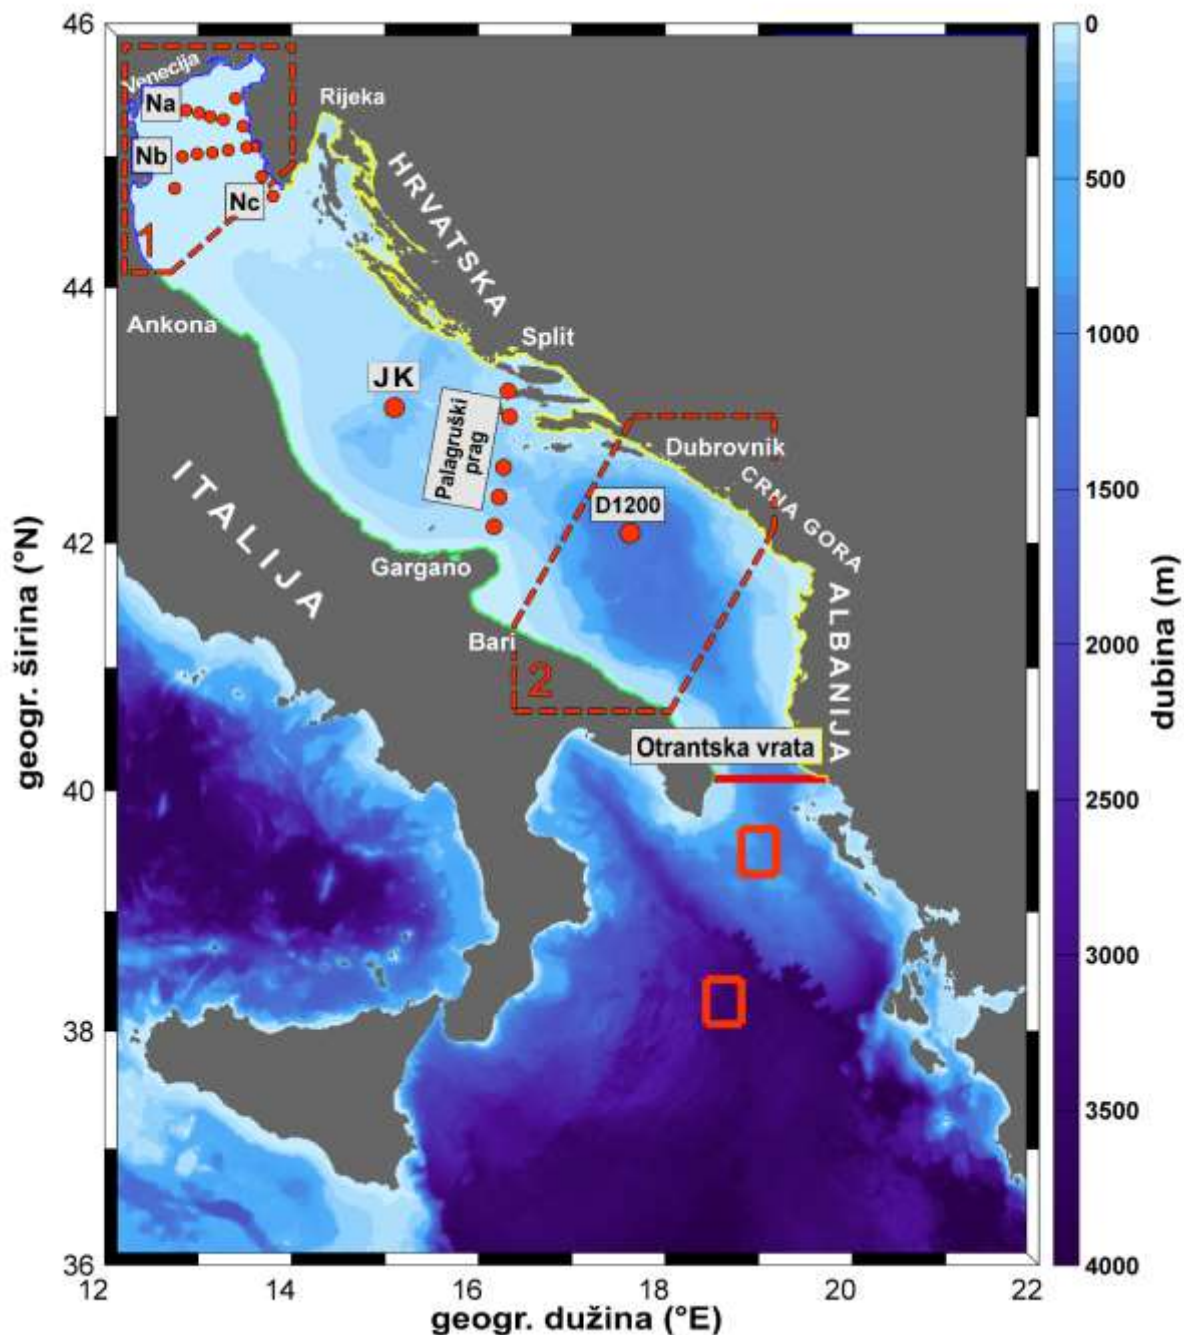 46
44
42
40
38
36
12
14
16
18
20
22
geogr. širina (°N)
geogr. dužina (°E)
Venecija
Na
Nb
Nc
1
Rijeka
HRVATSKA
Ankona
Split
JK
Palagruški
prag
Dubrovnik
CRNA GORA
D1200
ITALIJA
Gargano
Bari
2
ALBANIJA
Otrantska vrata
0
500
1000
1500
2000
2500
3000
3500
4000
dubina (m)